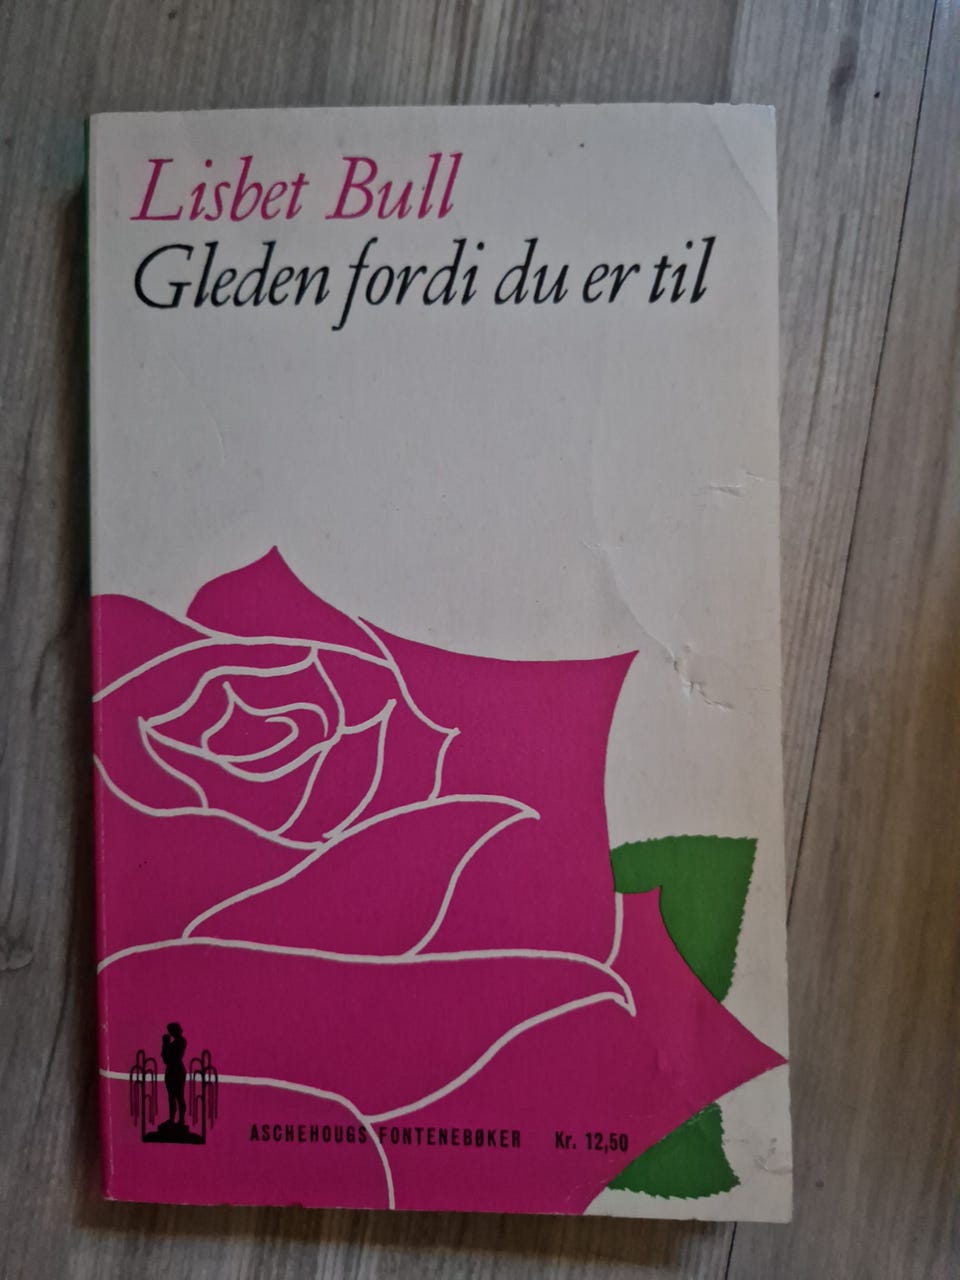 Lisbet Bull
Gleden fordi du er til
ASCHEHOUGS FONTENEBØKER Kr. 12,50